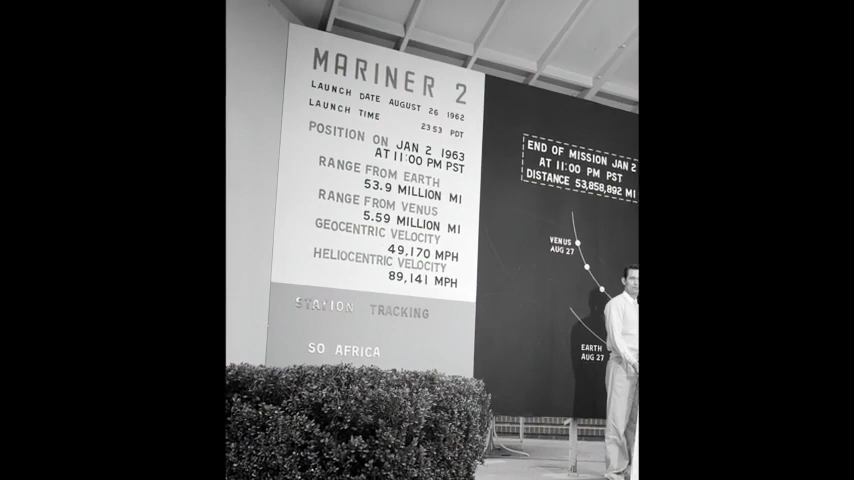 MARINER 2
LAUNCH DATE AUGUST 26 1962
LAUNCH TIME 2353 PDT
POSITION ON JAN 2 1963
AT 11:00 PM PST
RANGE FROM EARTH
53.9 MILLION MI
RANGE FROM VENUS
5.59 MILLION MI
GEOCENTRIC VELOCITY
49,170 MPH
HELIOCENTRIC VELOCITY
89,141 MPH
STATION TRACKING
SO AFRICA
END OF MISSION JAN 2
AT 11:00 PM PST
DISTANCE 53,858,892 MI
VENUS
AUG 27
EARTH
AUG 27